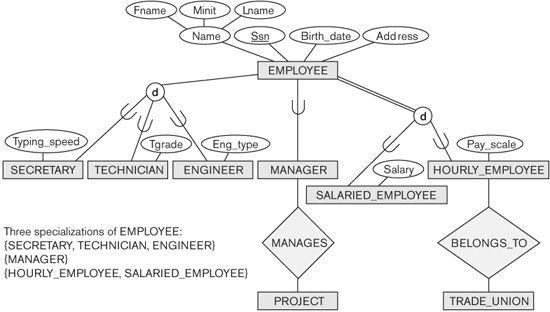 Fname Minit Lname
Name Ssn Birth_date Address
EMPLOYEE
d
d
Typing_speed Tgrade Eng_type Pay_scale
SECRETARY TECHNICIAN ENGINEER MANAGER HOURLY_EMPLOYEE
Salary
SALARIED_EMPLOYEE
Three specializations of EMPLOYEE:
{SECRETARY, TECHNICIAN, ENGINEER}
{MANAGER}
{HOURLY_EMPLOYEE, SALARIED_EMPLOYEE}
MANAGES BELONGS_TO
PROJECT TRADE_UNION